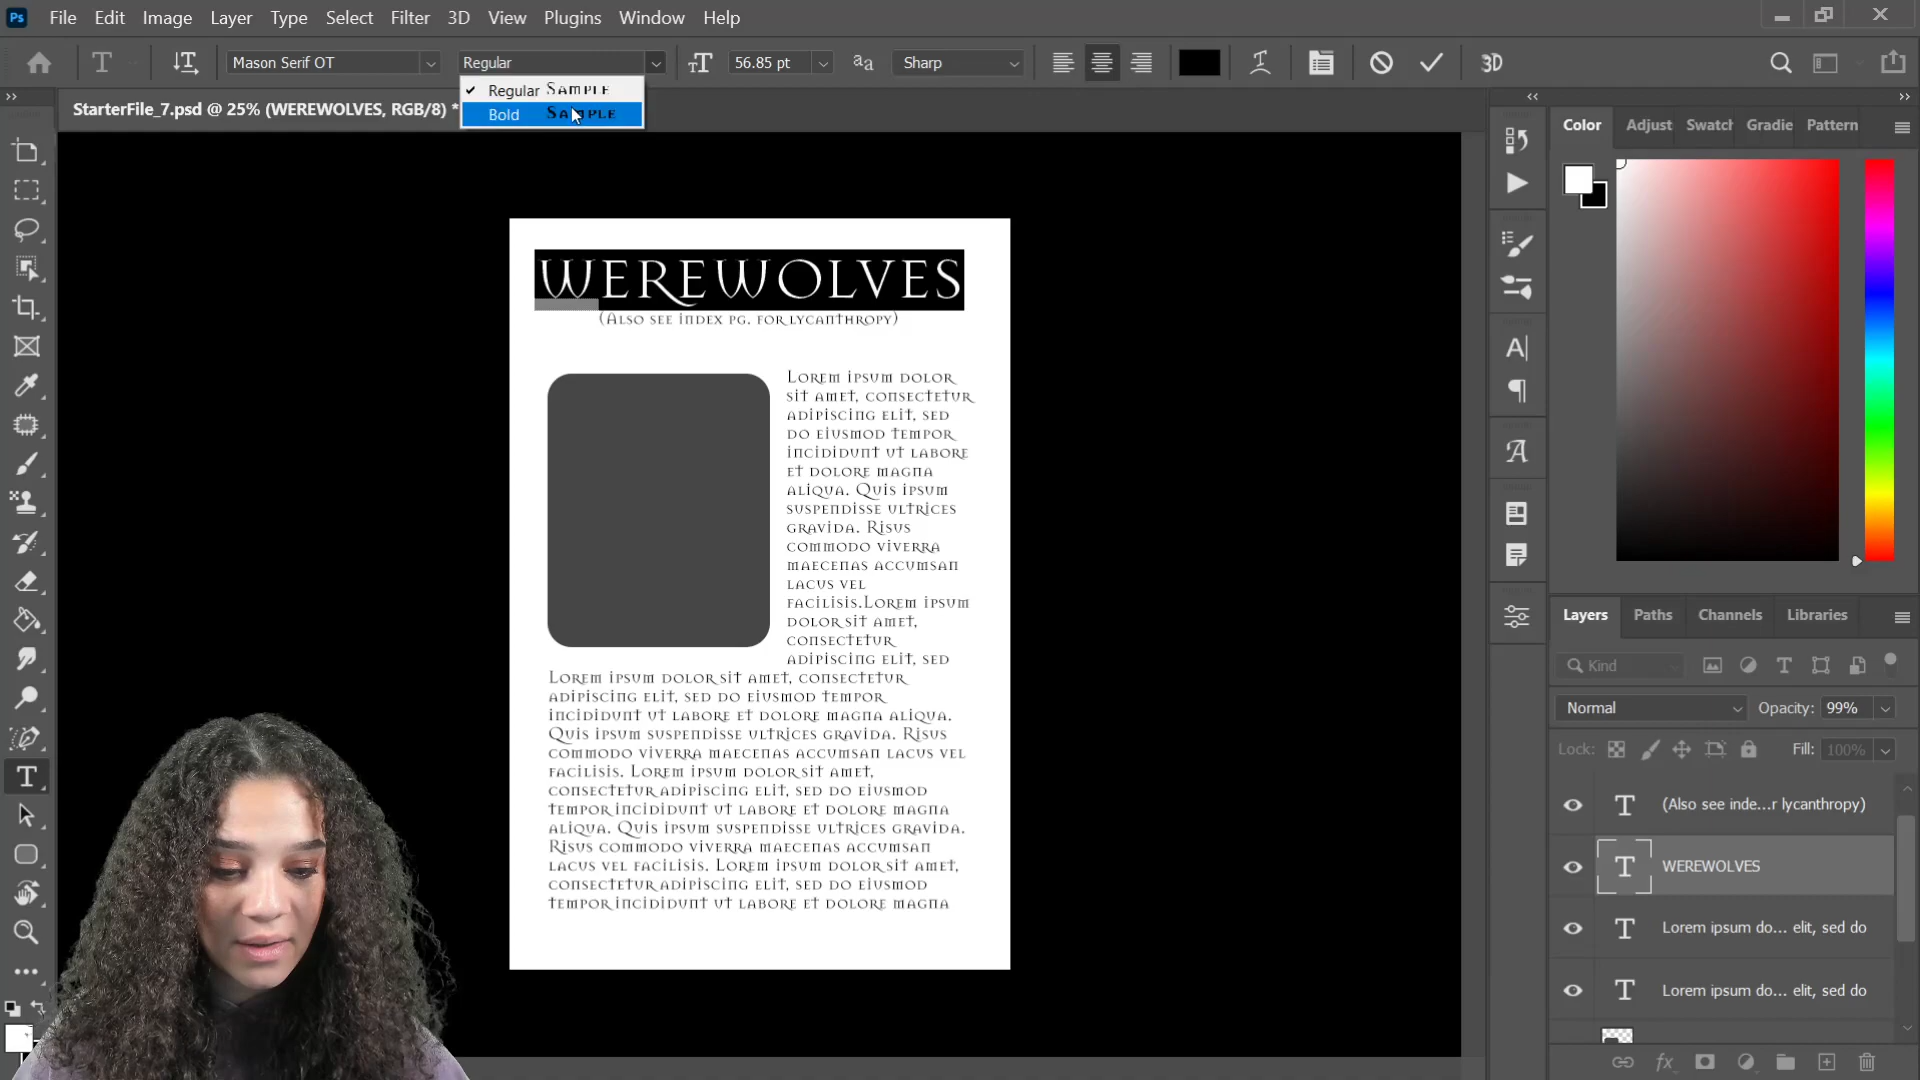 Ps File Edit Image Layer Type Select Filter 3D View Plugins Window Help
T Mason Serif OT Regular 56.85 pt aa Sharp 3D
Regular SAMPLE
Bold SAMPLE
StarterFile_7.psd @ 25% (WEREWOLVES, RGB/8) *
WEREWOLVES
(Also see index pg. for lycanthropy)
Lorem ipsum dolor
sit amet, consectetur
adipiscing elit, sed
do eiusmod tempor
incididunt ut labore
et dolore magna
aliqua. Quis ipsum
suspendisse ultrices
gravida. Risus
commodo viverra
maecenas accumsan
lacus vel
facilisis.Lorem ipsum
dolor sit amet,
consectetur
adipiscing elit, sed
Lorem ipsum dolor sit amet, consectetur
adipiscing elit, sed do eiusmod tempor
incididunt ut labore et dolore magna aliqua.
Quis ipsum suspendisse ultrices gravida. Risus
commodo viverra maecenas accumsan lacus vel
facilisis. Lorem ipsum dolor sit amet,
consectetur adipiscing elit, sed do eiusmod
tempor incididunt ut labore et dolore magna
aliqua. Quis ipsum suspendisse ultrices gravida.
Risus commodo viverra maecenas accumsan
lacus vel facilisis. Lorem ipsum dolor sit amet,
consectetur adipiscing elit, sed do eiusmod
tempor incididunt ut labore et dolore magna
Color Adjust Swatch Gradie Pattern
Layers Paths Channels Libraries
Kind
Normal Opacity: 99%
Lock: Fill: 100%
T (Also see inde...r lycanthropy)
T WEREWOLVES
T Lorem ipsum do... elit, sed do
T Lorem ipsum do... elit, sed do
fx